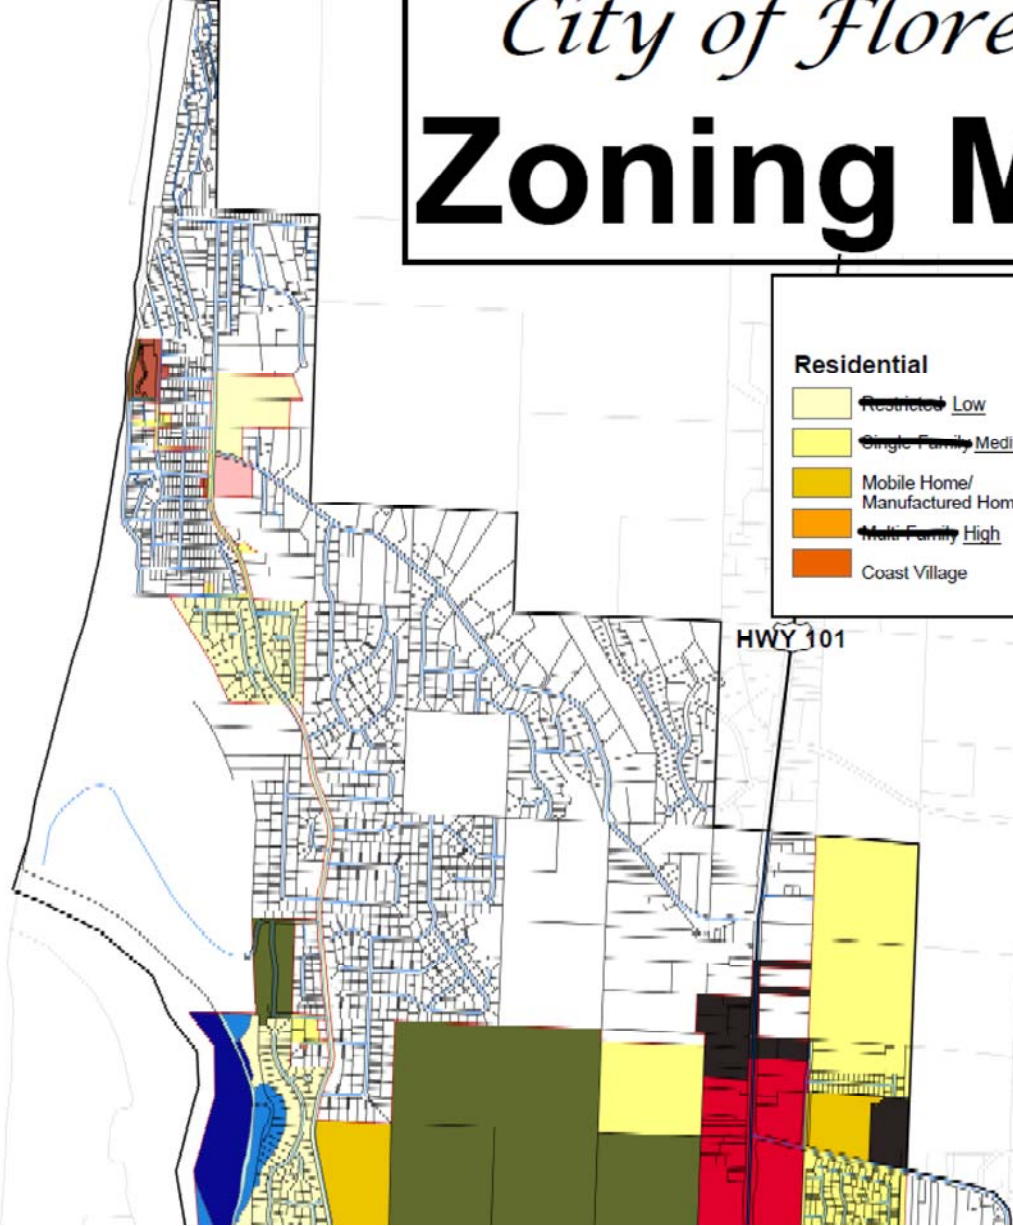 City of Flore
Zoning M
Residential
Restricted Low
Single Family Medi
Mobile Home/
Manufactured Hom
Multi Family High
Coast Village
HWY 101